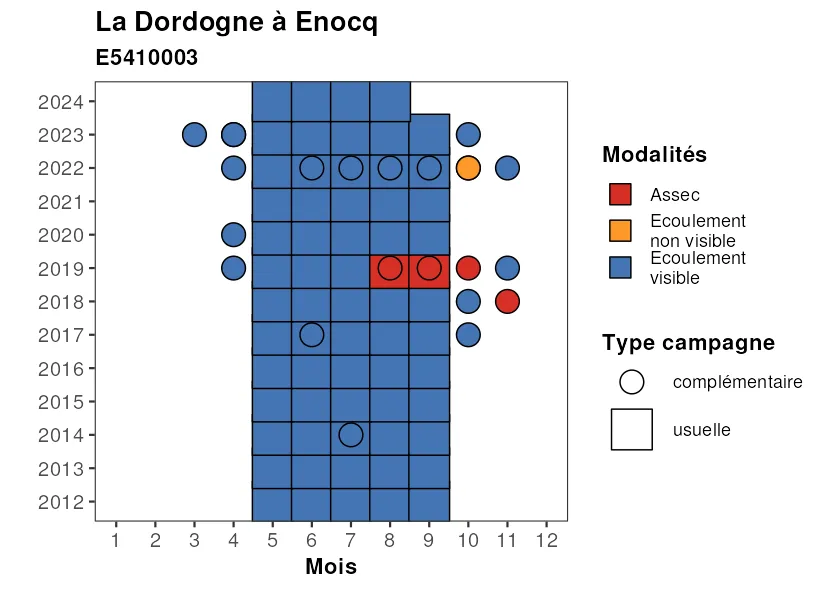 La Dordogne à Enocq
E5410003
2024
2023
2022
2021
2020
2019
2018
2017
2016
2015
2014
2013
2012
1 2 3 4 5 6 7 8 9 10 11 12
Mois
Modalités
Assec
Ecoulement
non visible
Ecoulement
visible
Type campagne
complémentaire
usuelle